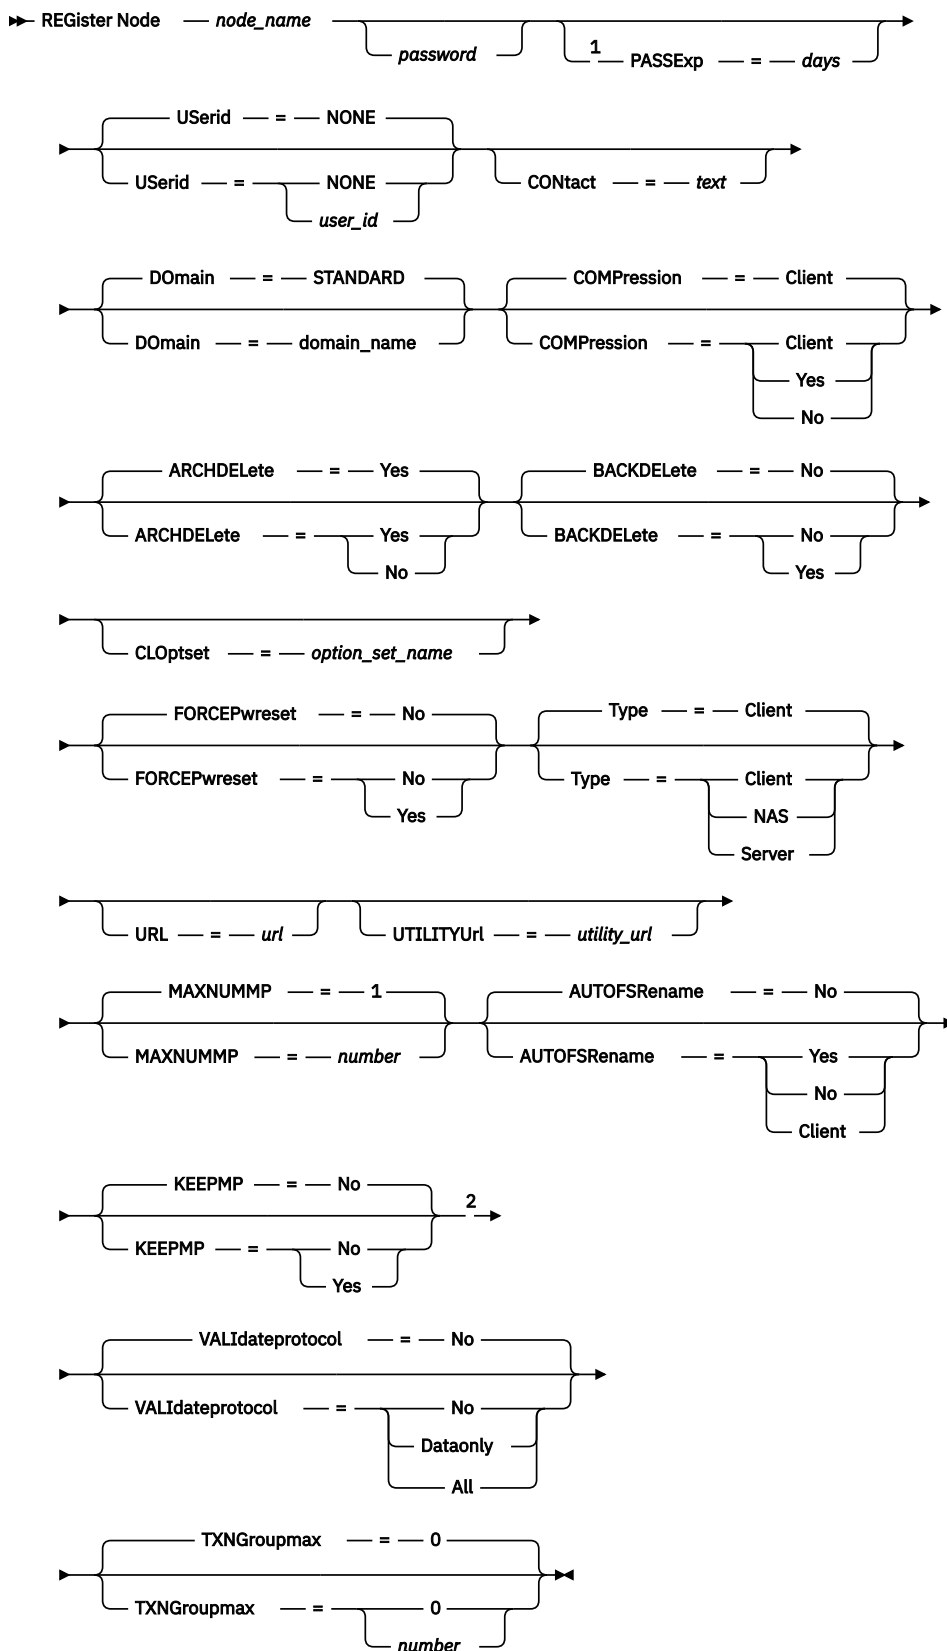 REGister Node node_name
password
1 PASSExp = days
USerid = NONE
USerid = NONE
user_id
CONtact = text
DOmain = STANDARD
DOmain = domain_name
COMPression = Client
COMPression = Client
Yes
No
ARCHDELete = Yes
ARCHDELete = Yes
No
BACKDELete = No
BACKDELete = No
Yes
CLOptset = option_set_name
FORCEPwreset = No
FORCEPwreset = No
Yes
Type = Client
Type = Client
NAS
Server
URL = url
UTILITYUrl = utility_url
MAXNUMMP = 1
MAXNUMMP = number
AUTOFSRename = No
AUTOFSRename = Yes
No
Client
KEEPMP = No
KEEPMP = No
Yes
2
VALIdateprotocol = No
VALIdateprotocol = No
Dataonly
All
TXNGroupmax = 0
TXNGroupmax = 0
number